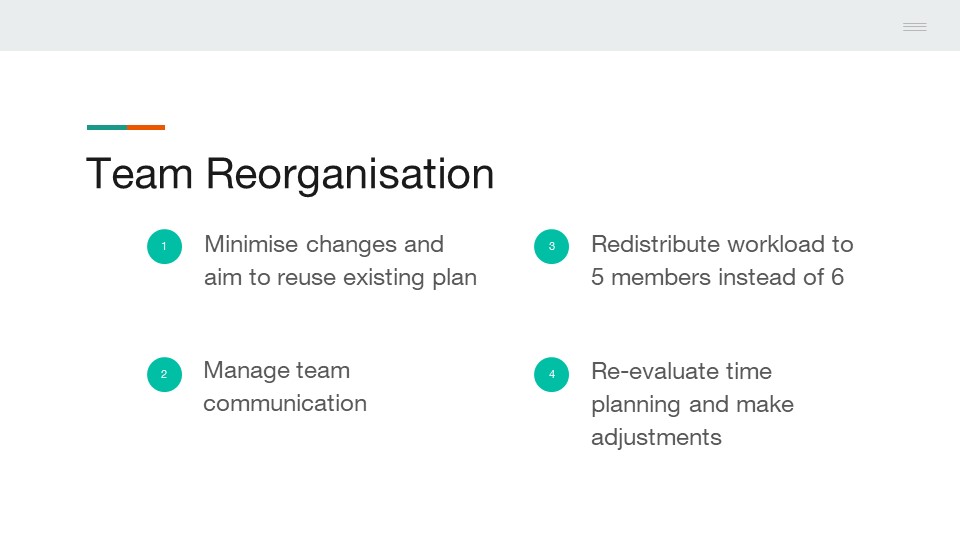 Team Reorganisation
1
Minimise changes and
aim to reuse existing plan
2
Manage team
communication
3
Redistribute workload to
5 members instead of 6
4
Re-evaluate time
planning and make
adjustments